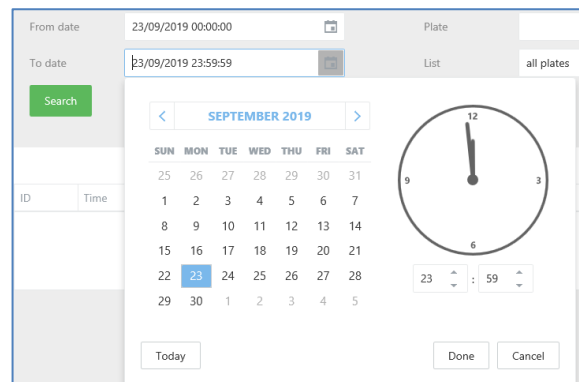 From date 23/09/2019 00:00:00 Plate
To date 23/09/2019 23:59:59 List all plates
Search
SEPTEMBER 2019
SUN MON TUE WED THU FRI SAT
25 26 27 28 29 30 31
1 2 3 4 5 6 7
8 9 10 11 12 13 14
15 16 17 18 19 20 21
22 23 24 25 26 27 28
29 30 1 2 3 4 5
12
9 3
6
23 : 59
ID Time
Today Done Cancel